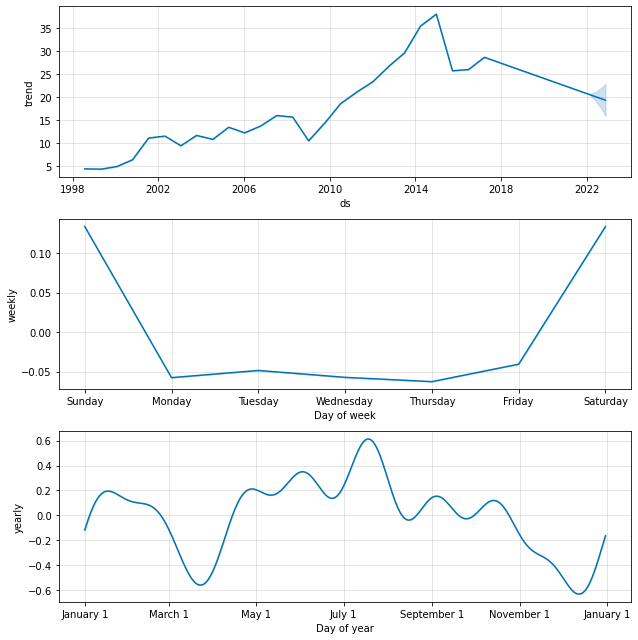 35
30
25
20
15
10
5
trend
1998 2002 2006 2010 2014 2018 2022
ds
0.10
0.05
0.00
−0.05
weekly
Sunday Monday Tuesday Wednesday Thursday Friday Saturday
Day of week
0.6
0.4
0.2
0.0
−0.2
−0.4
−0.6
yearly
January 1 March 1 May 1 July 1 September 1 November 1 January 1
Day of year